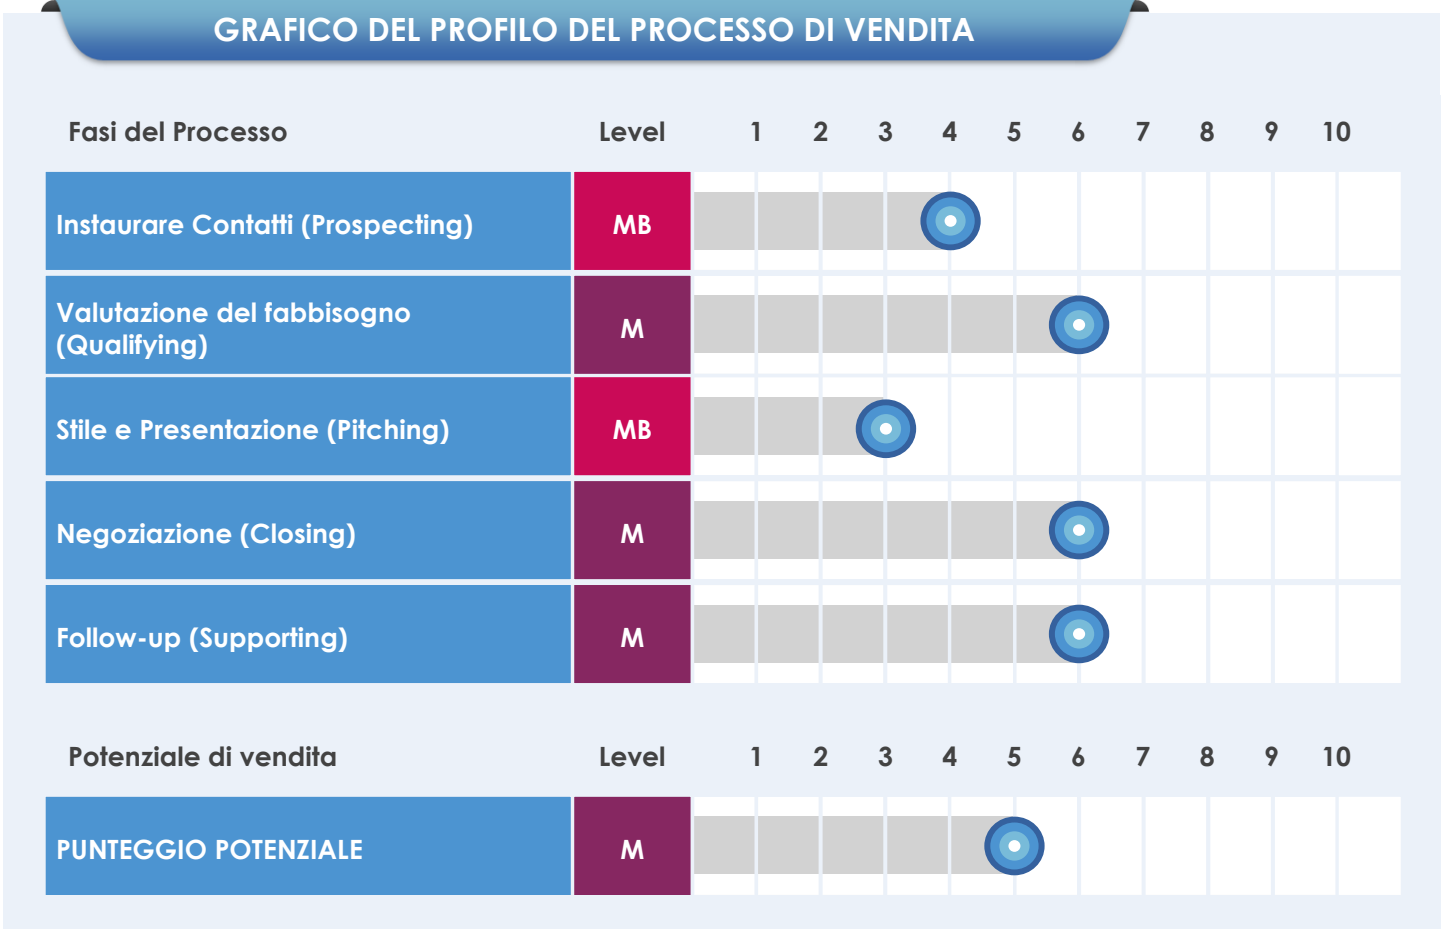 GRAFICO DEL PROFILO DEL PROCESSO DI VENDITA
Fasi del Processo Level 1 2 3 4 5 6 7 8 9 10
Instaurare Contatti (Prospecting) MB
Valutazione del fabbisogno
(Qualifying) M
Stile e Presentazione (Pitching) MB
Negoziazione (Closing) M
Follow-up (Supporting) M
Potenziale di vendita Level 1 2 3 4 5 6 7 8 9 10
PUNTEGGIO POTENZIALE M